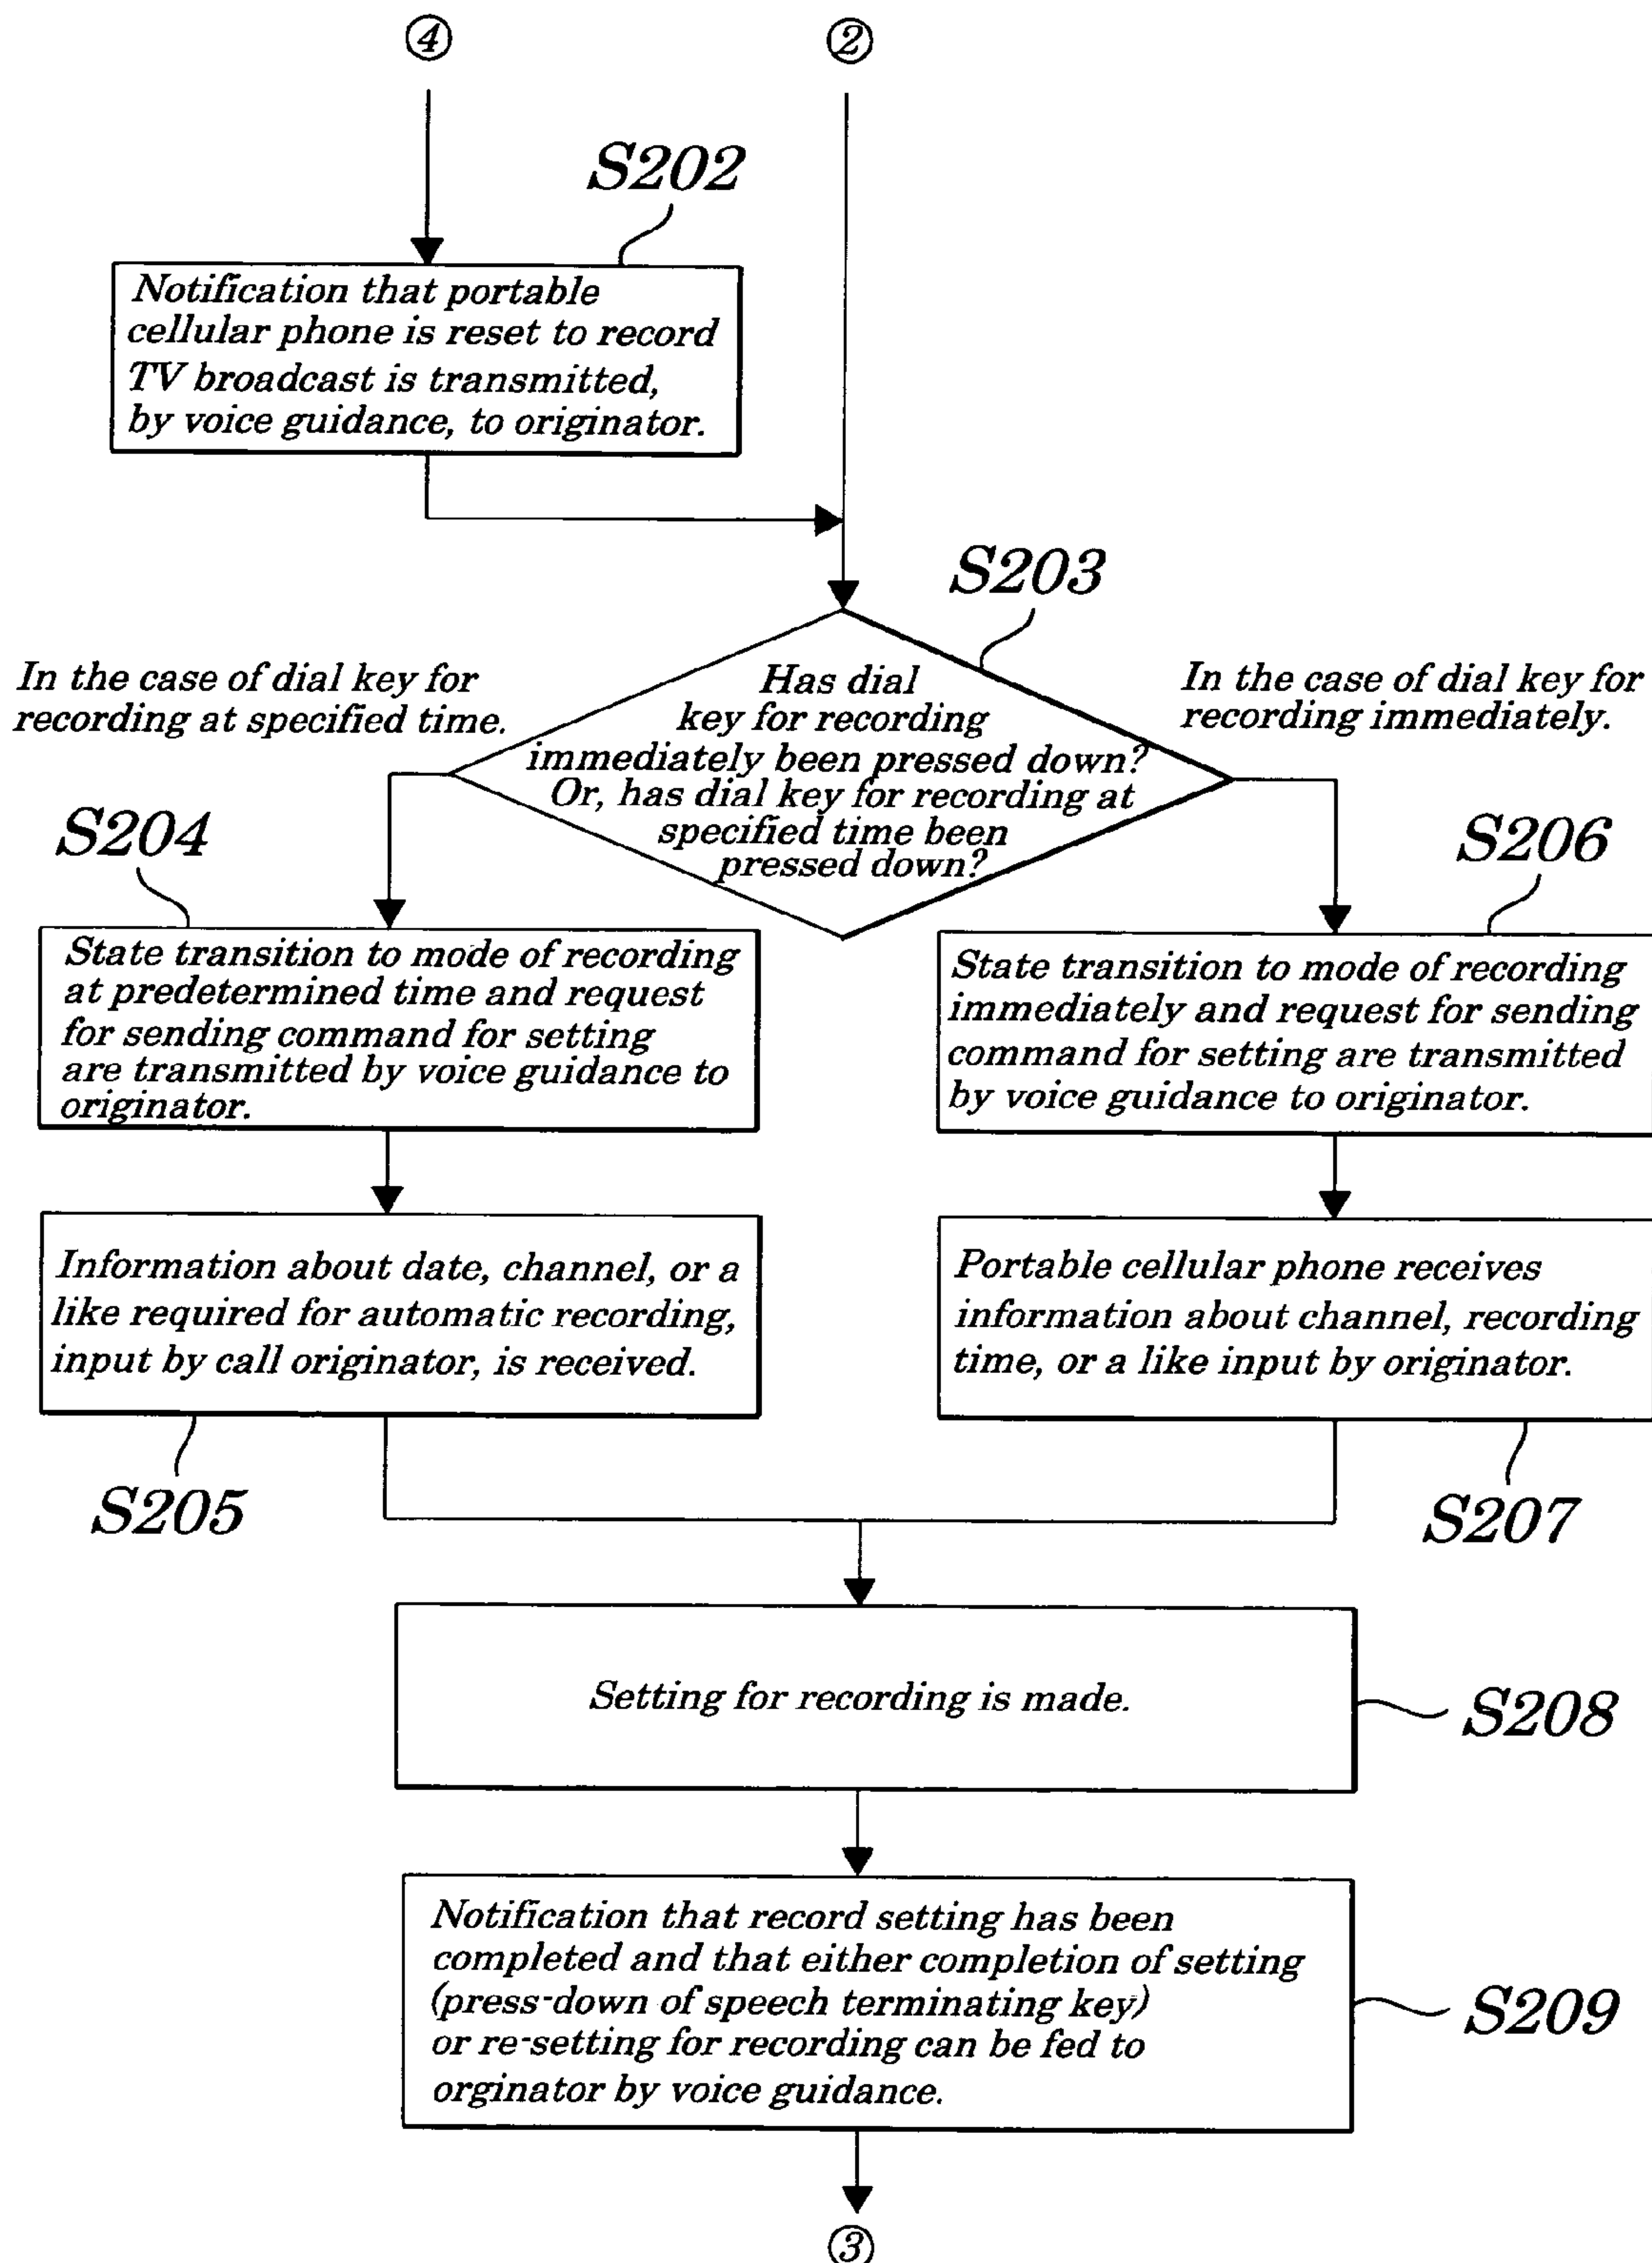 ④
②
S202
Notification that portable
cellular phone is reset to record
TV broadcast is transmitted,
by voice guidance, to originator.
S203
In the case of dial key for
recording at specified time.
Has dial
key for recording
immediately been pressed down?
Or, has dial key for recording at
specified time been
pressed down?
In the case of dial key for
recording immediately.
S204
State transition to mode of recording
at predetermined time and request
for sending command for setting
are transmitted by voice guidance to
originator.
S206
State transition to mode of recording
immediately and request for sending
command for setting are transmitted
by voice guidance to originator.
Information about date, channel, or a
like required for automatic recording,
input by call originator, is received.
S205
Portable cellular phone receives
information about channel, recording
time, or a like input by originator.
S207
Setting for recording is made.
S208
Notification that record setting has been
completed and that either completion of setting
(press-down of speech terminating key)
or re-setting for recording can be fed to
orginator by voice guidance.
S209
③